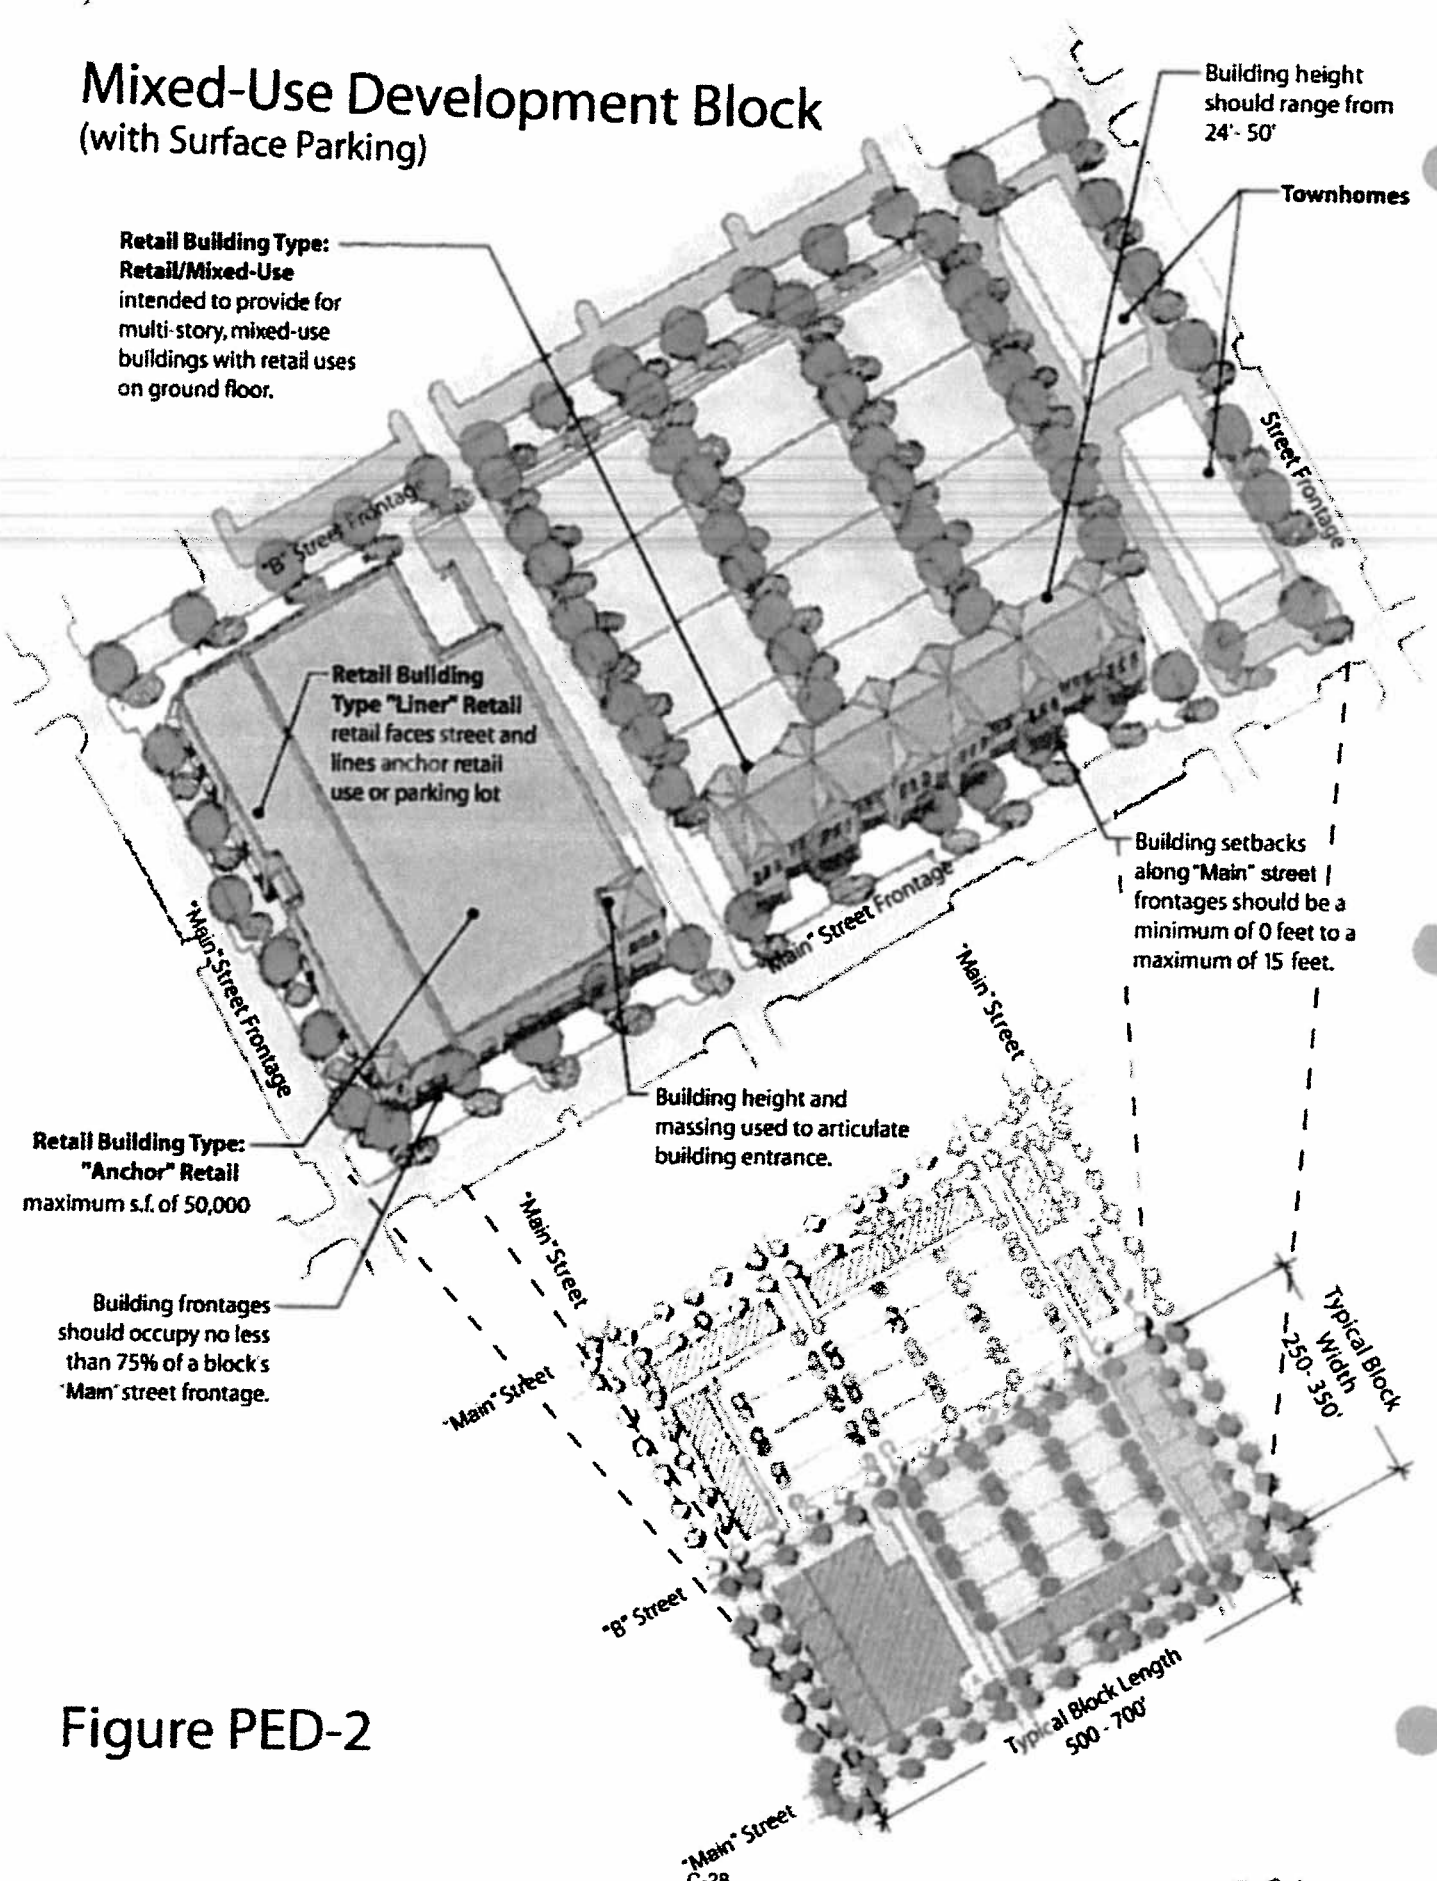 Mixed-Use Development Block
(with Surface Parking)
Building height
should range from
24'- 50'
Townhomes
Retail Building Type:
Retail/Mixed-Use
intended to provide for
multi-story, mixed-use
buildings with retail uses
on ground floor.
Street Frontage
"B" Street Frontage
Retail Building
Type "Liner" Retail
retail faces street and
lines anchor retail
use or parking lot
Building setbacks
along "Main" street
frontages should be a
minimum of 0 feet to a
maximum of 15 feet.
"Main" Street Frontage
"Main" Street Frontage
"Main" Street
Building height and
massing used to articulate
building entrance.
Retail Building Type:
"Anchor" Retail
maximum s.f. of 50,000
"Main" Street
Building frontages
should occupy no less
than 75% of a block's
"Main" street frontage.
Typical Block
Width
250- 350'
"Main" Street
"B" Street
Typical Block Length
500 - 700'
Figure PED-2
"Main" Street
C-28